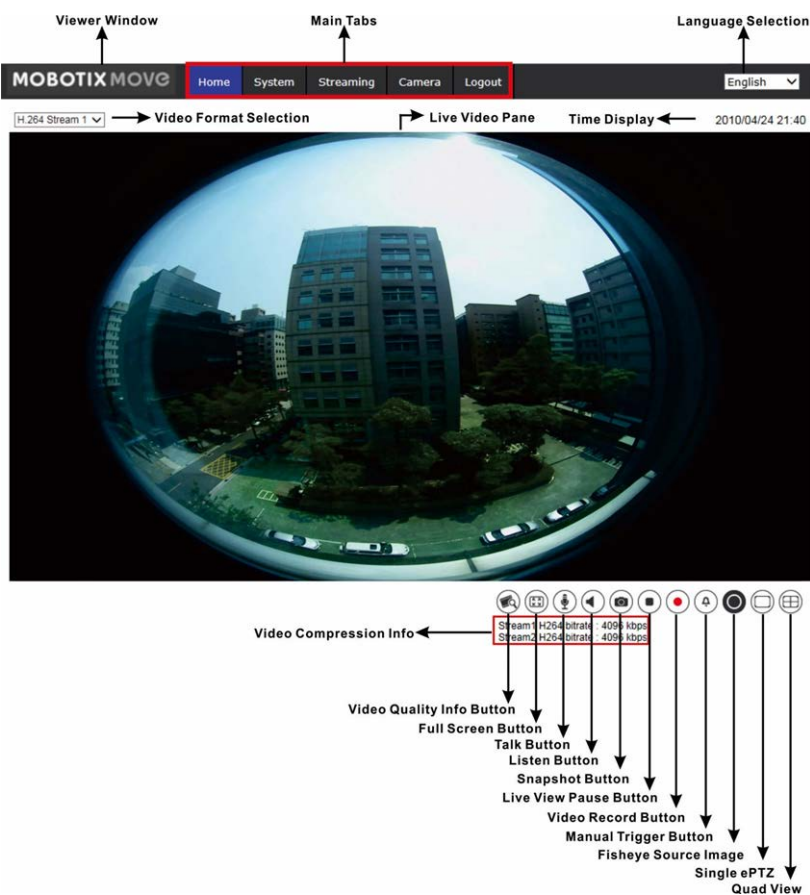 Viewer Window Main Tabs Language Selection
MOBOTIX MOVE Home System Streaming Camera Logout English
H.264 Stream 1 Video Format Selection Live Video Pane Time Display 2010/04/24 21:40
Stream1 H264 bitrate : 4096 kbps
Video Compression Info
Stream2 H264 bitrate : 4096 kbps
Video Quality Info Button
Full Screen Button
Talk Button
Listen Button
Snapshot Button
Live View Pause Button
Video Record Button
Manual Trigger Button
Fisheye Source Image
Single ePTZ
Quad View